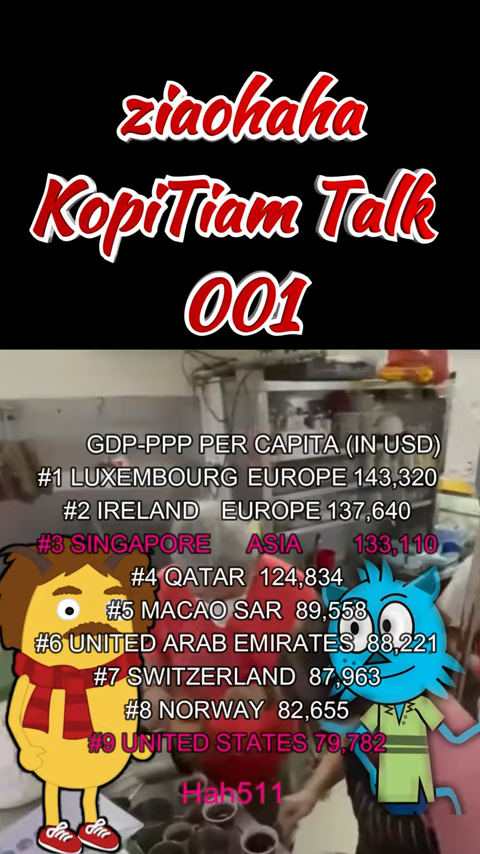 ziaohaha
KopiTiam Talk
001
GDP-PPP PER CAPITA (IN USD)
#1 LUXEMBOURG EUROPE 143,320
#2 IRELAND EUROPE 137,640
#3 SINGAPORE ASIA 133,110
#4 QATAR 124,834
#5 MACAO SAR 89,558
#6 UNITED ARAB EMIRATES 88,221
#7 SWITZERLAND 87,963
#8 NORWAY 82,655
#9 UNITED STATES 79,782
Hah511